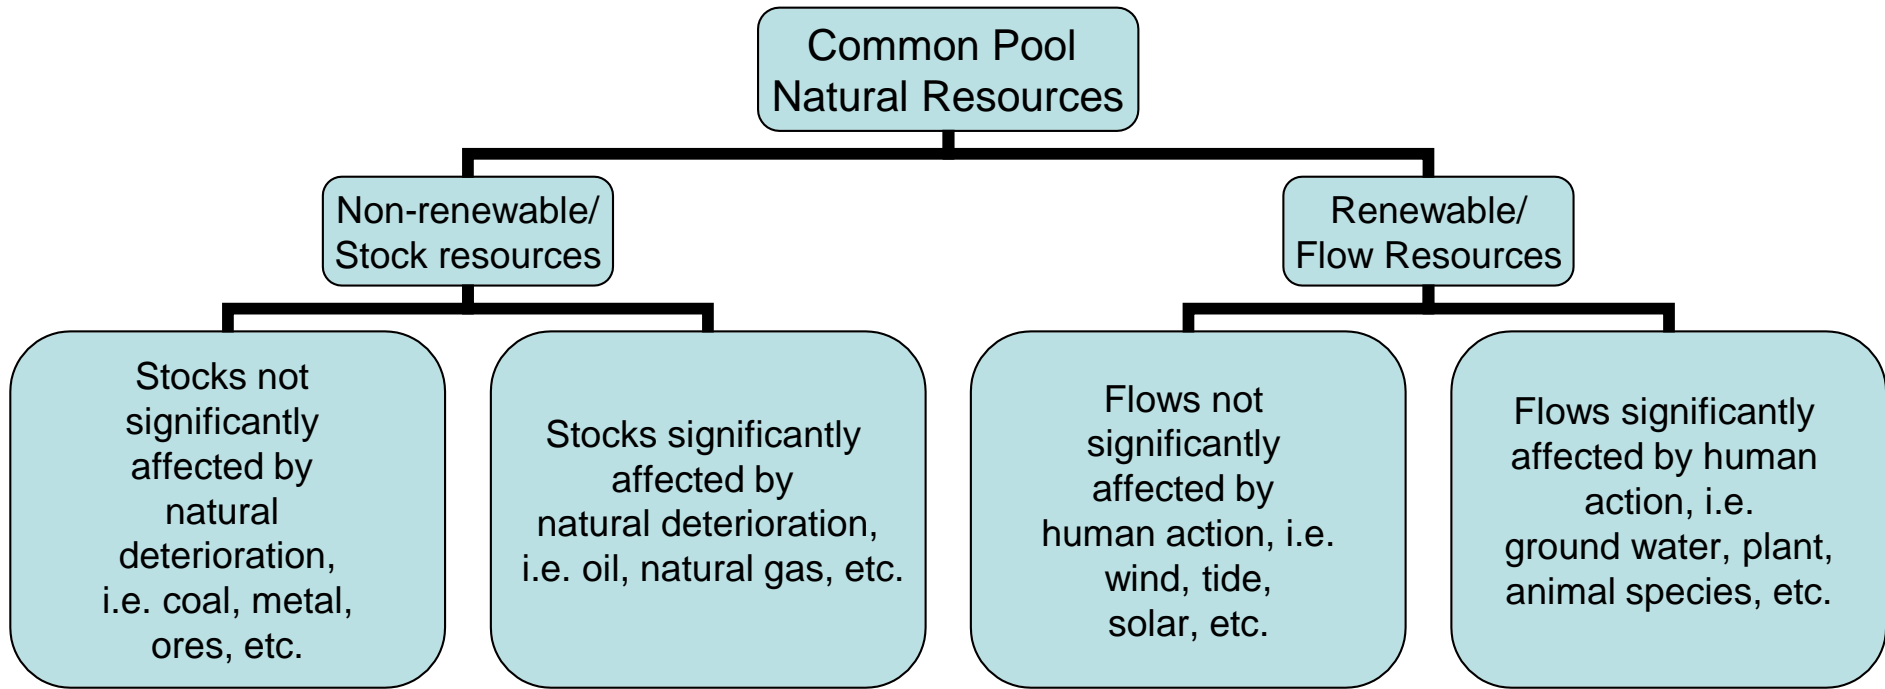 Common Pool
Natural Resources
Non-renewable/
Stock resources
Renewable/
Flow Resources
Stocks not
significantly
affected by
natural
deterioration,
i.e. coal, metal,
ores, etc.
Stocks significantly
affected by
natural deterioration,
i.e. oil, natural gas, etc.
Flows not
significantly
affected by
human action, i.e.
wind, tide,
solar, etc.
Flows significantly
affected by human
action, i.e.
ground water, plant,
animal species, etc.